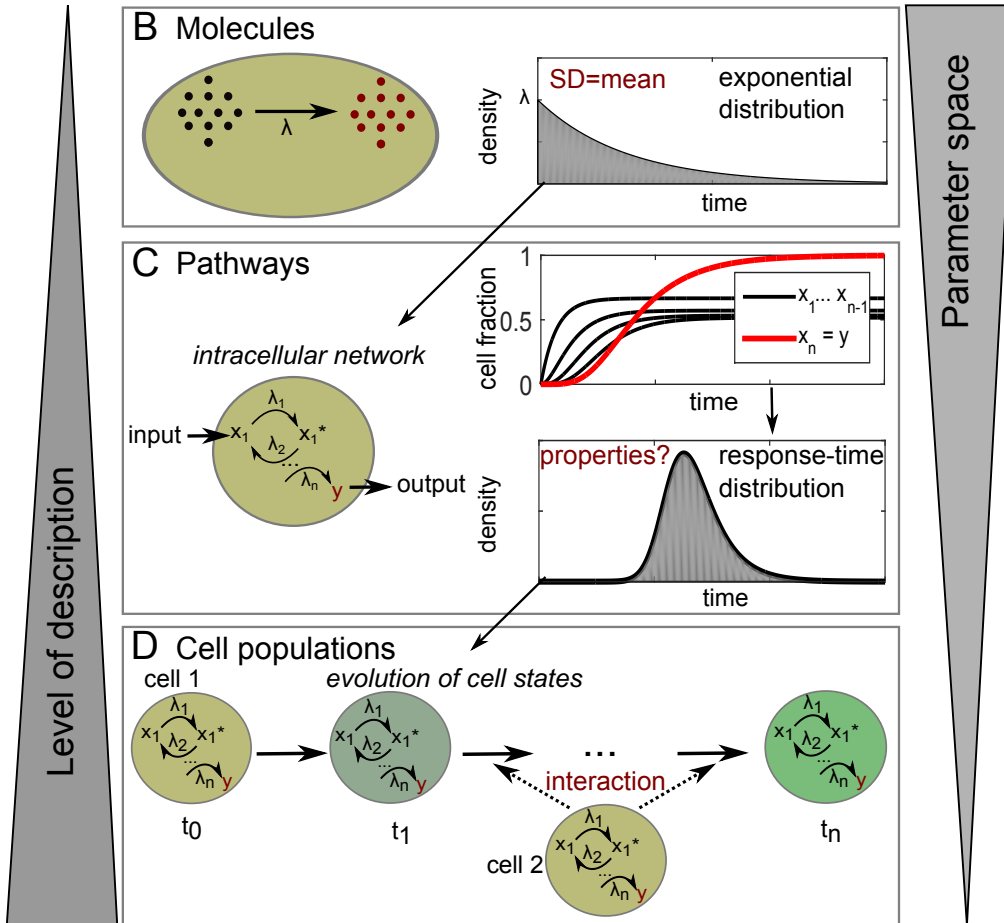 Level of description
Parameter space
B Molecules
λ
SD=mean
exponential
distribution
λ
density
time
C Pathways
intracellular network
input
x1
λ1
x1*
λ2
...
λn
y
output
1
0.5
0
cell fraction
x1... xn-1
xn = y
time
properties?
response-time
distribution
density
time
D Cell populations
cell 1
evolution of cell states
λ1
x1 λ2 x1*
...
λn y
t0
λ1
x1 λ2 x1*
...
λn y
t1
...
interaction
cell 2
λ1
x1 λ2 x1*
...
λn y
λ1
x1 λ2 x1*
...
λn y
tn